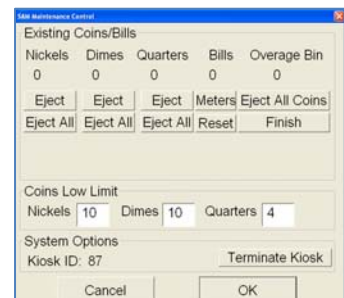 SAM Maintenance Control
Existing Coins/Bills
Nickels Dimes Quarters Bills Overage Bin
0 0 0 0 0
Eject Eject Eject Meters Eject All Coins
Eject All Eject All Eject All Reset Finish
Coins Low Limit
Nickels 10 Dimes 10 Quarters 4
System Options
Kiosk ID: 87 Terminate Kiosk
Cancel OK